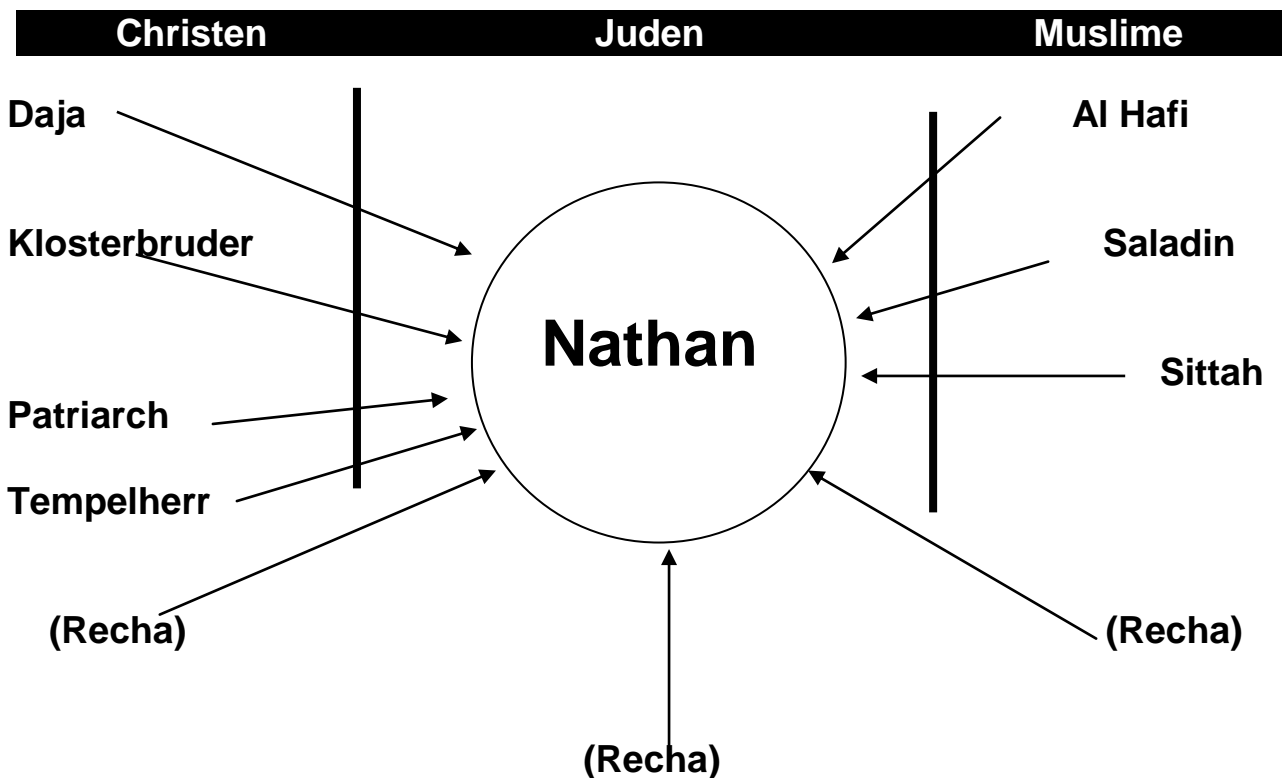 Christen Juden Muslime
Daja Al Hafi
Klosterbruder Saladin
Nathan
Sittah
Patriarch
Tempelherr
(Recha) (Recha)
(Recha)